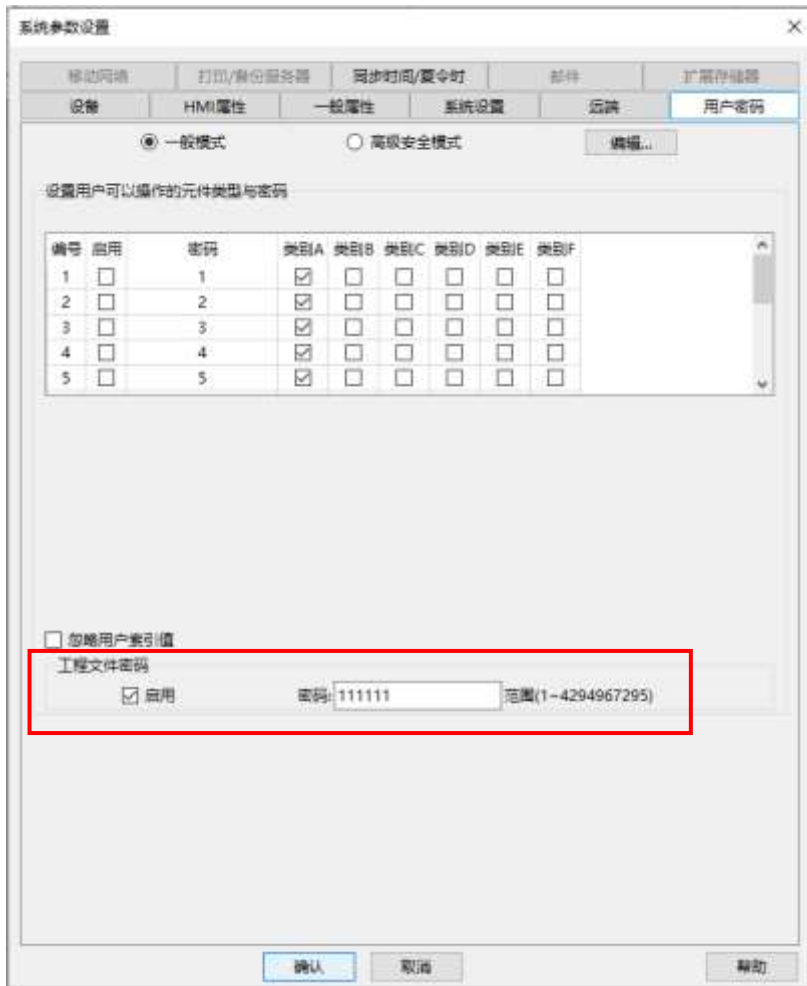 系统参数设置
移动网络 打印/备份服务器 同步时间/夏令时 邮件 扩展存储器
设备 HMI属性 一般属性 系统设置 远端 用户密码
一般模式 高级安全模式 编辑...
设置用户可以操作的元件类型与密码
编号 启用 密码 类别A 类别B 类别C 类别D 类别E 类别F
1 1
2 2
3 3
4 4
5 5
忽略用户索引值
工程文件密码
启用 密码: 111111 范围(1~4294967295)
确认 取消 帮助